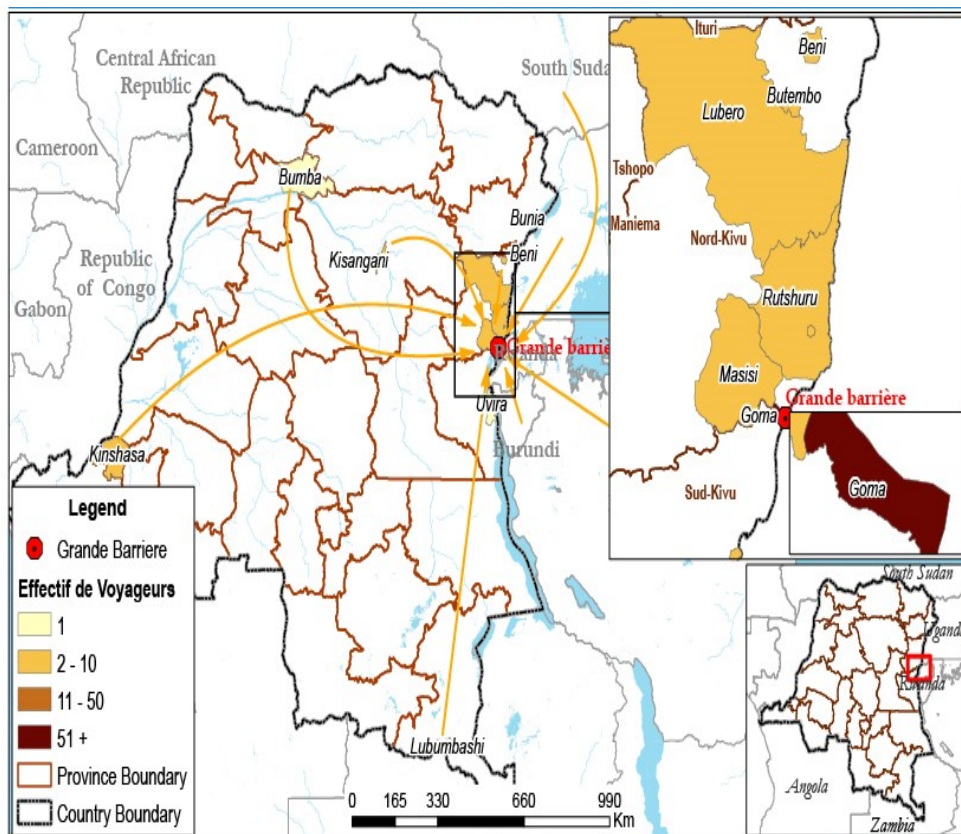 Central African
Republic
South Suda
Cameroon
Bumba
Bunia
Beni
Kisangani
Republic
of Congo
Gabon
Grande barriè
Uvira
Burundi
Kinshasa
Lubumbashi
Legend
Grande Barriere
Effectif de Voyageurs
1
2 - 10
11 - 50
51 +
Province Boundary
Country Boundary
0 165 330 660 990
Km
Ituri
Beni
Butembo
Lubero
Tshopo
Maniema
Nord-Kivu
Rutshuru
Masisi
Grande barrière
Goma
Goma
Sud-Kivu
South Sudan
Uganda
Rwanda
Angola
Zambia